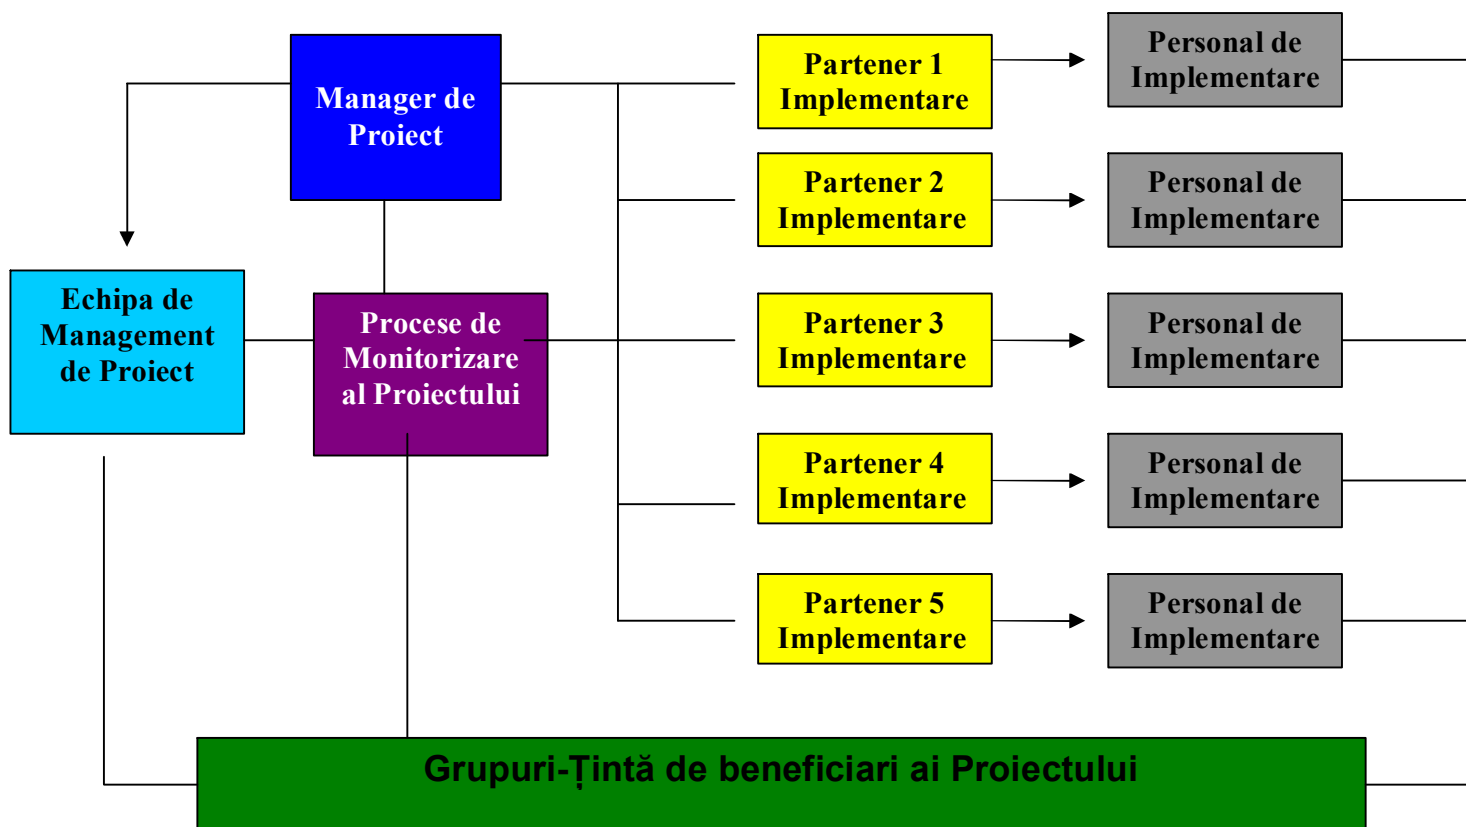 Manager de
Proiect
Partener 1
Implementare
Personal de
Implementare
Partener 2
Implementare
Personal de
Implementare
Echipa de
Management
de Proiect
Procese de
Monitorizare
al Proiectului
Partener 3
Implementare
Personal de
Implementare
Partener 4
Implementare
Personal de
Implementare
Partener 5
Implementare
Personal de
Implementare
Grupuri-Țintă de beneficiari ai Proiectului